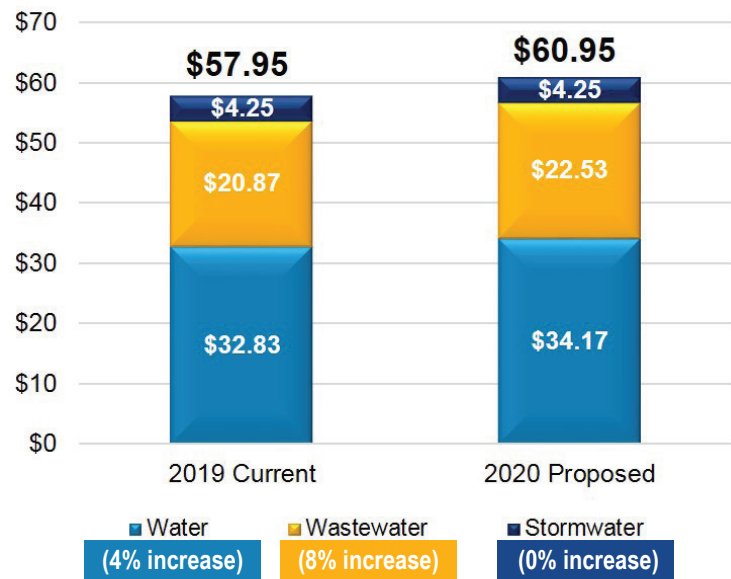 $70
$60
$50
$40
$30
$20
$10
$0
$57.95
$4.25
$20.87
$32.83
$60.95
$4.25
$22.53
$34.17
2019 Current
2020 Proposed
Water
(4% increase)
Wastewater
(8% increase)
Stormwater
(0% increase)